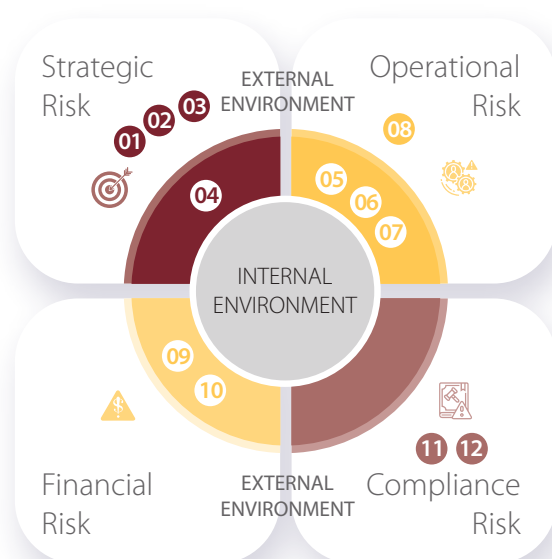 Strategic
Risk
01
02
03
04
EXTERNAL
ENVIRONMENT
Operational
Risk
08
05
06
07
INTERNAL
ENVIRONMENT
09
10
Financial
Risk
EXTERNAL
ENVIRONMENT
11
12
Compliance
Risk